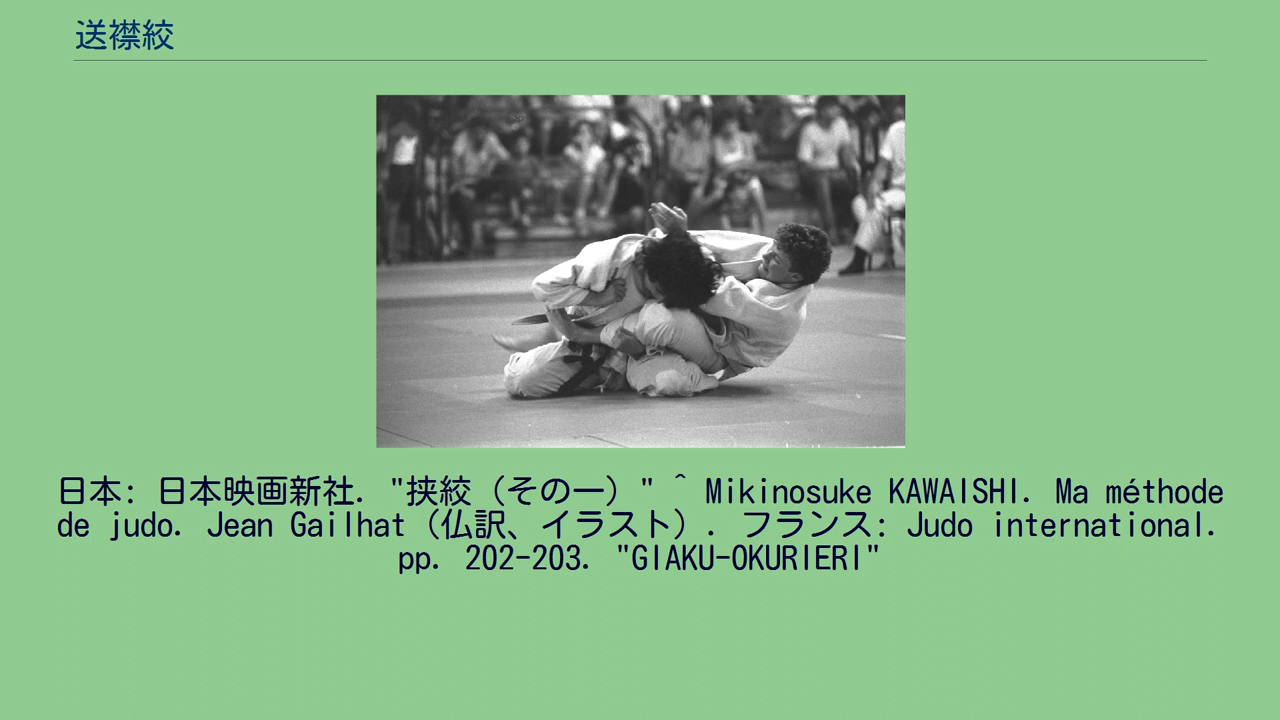 送襟絞
日本: 日本映画新社. "挟絞（その一）" ^ Mikinosuke KAWAISHI. Ma méthode
de judo. Jean Gailhat（仏訳、イラスト）. フランス: Judo international.
pp. 202-203. "GIAKU-OKURIERI"